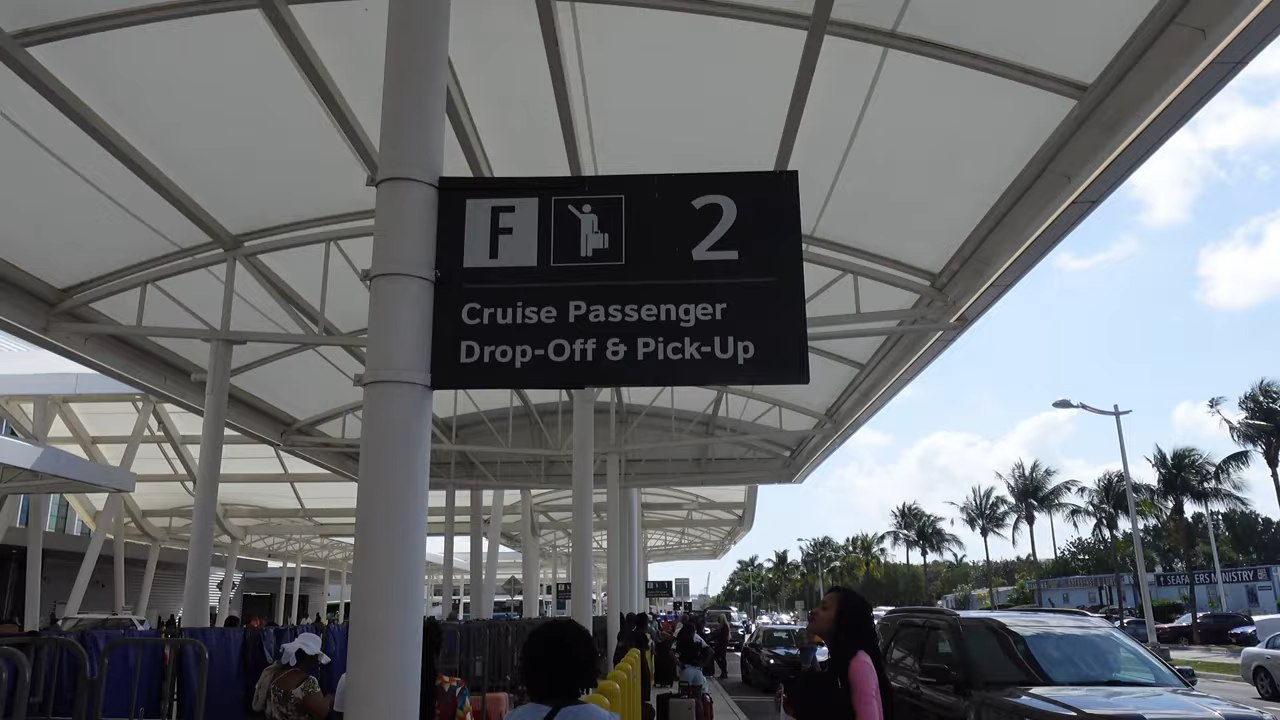 F 2
Cruise Passenger
Drop-Off & Pick-Up
SEAFARERS MINISTRY